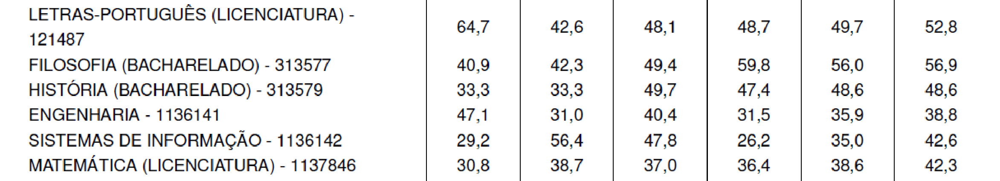 LETRAS-PORTUGUÊS (LICENCIATURA) -
121487 64,7 42,6 48,1 48,7 49,7 52,8
FILOSOFIA (BACHARELADO) - 313577 40,9 42,3 49,4 59,8 56,0 56,9
HISTÓRIA (BACHARELADO) - 313579 33,3 33,3 49,7 47,4 48,6 48,6
ENGENHARIA - 1136141 47,1 31,0 40,4 31,5 35,9 38,8
SISTEMAS DE INFORMAÇÃO - 1136142 29,2 56,4 47,8 26,2 35,0 42,6
MATEMÁTICA (LICENCIATURA) - 1137846 30,8 38,7 37,0 36,4 38,6 42,3